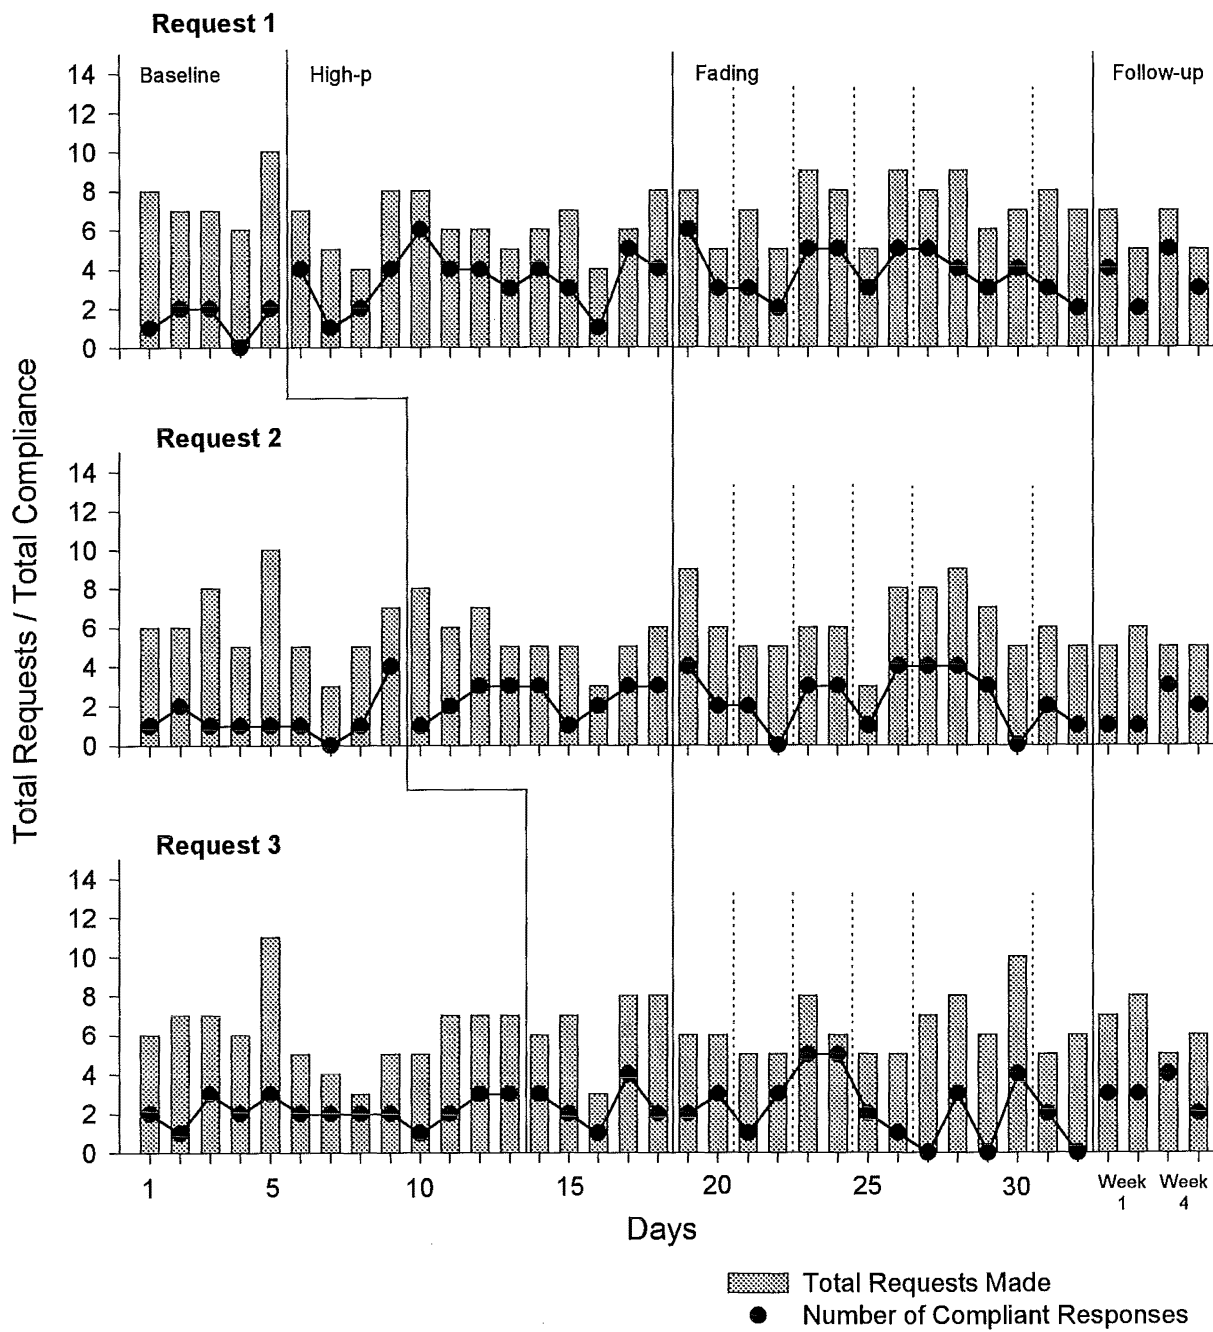 Request 1
Baseline High-p Fading Follow-up
14
12
10
8
6
4
2
0
Total Requests / Total Compliance
Request 2
14
12
10
8
6
4
2
0
Request 3
14
12
10
8
6
4
2
0
1 5 10 15 20 25 30 Week 1 Week 4
Days
Total Requests Made
Number of Compliant Responses